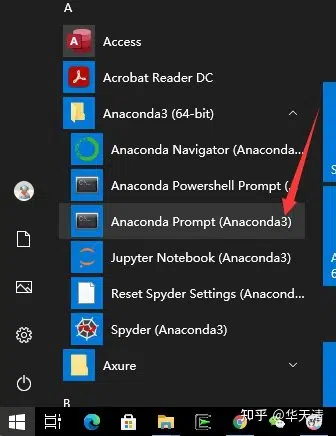 A
Access
Acrobat Reader DC
Anaconda3 (64-bit)
Anaconda Navigator (Anaconda...
Anaconda Powershell Prompt (...
Anaconda Prompt (Anaconda3)
Jupyter Notebook (Anaconda3)
Reset Spyder Settings (Anacond...
Spyder (Anaconda3)
Axure
B
知乎 @华天清